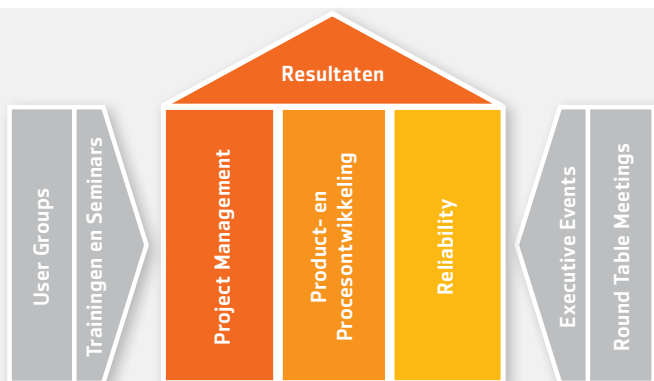 Resultaten
User Groups
Trainingen en Seminars
Project Management
Product- en
Procesontwikkeling
Reliability
Executive Events
Round Table Meetings